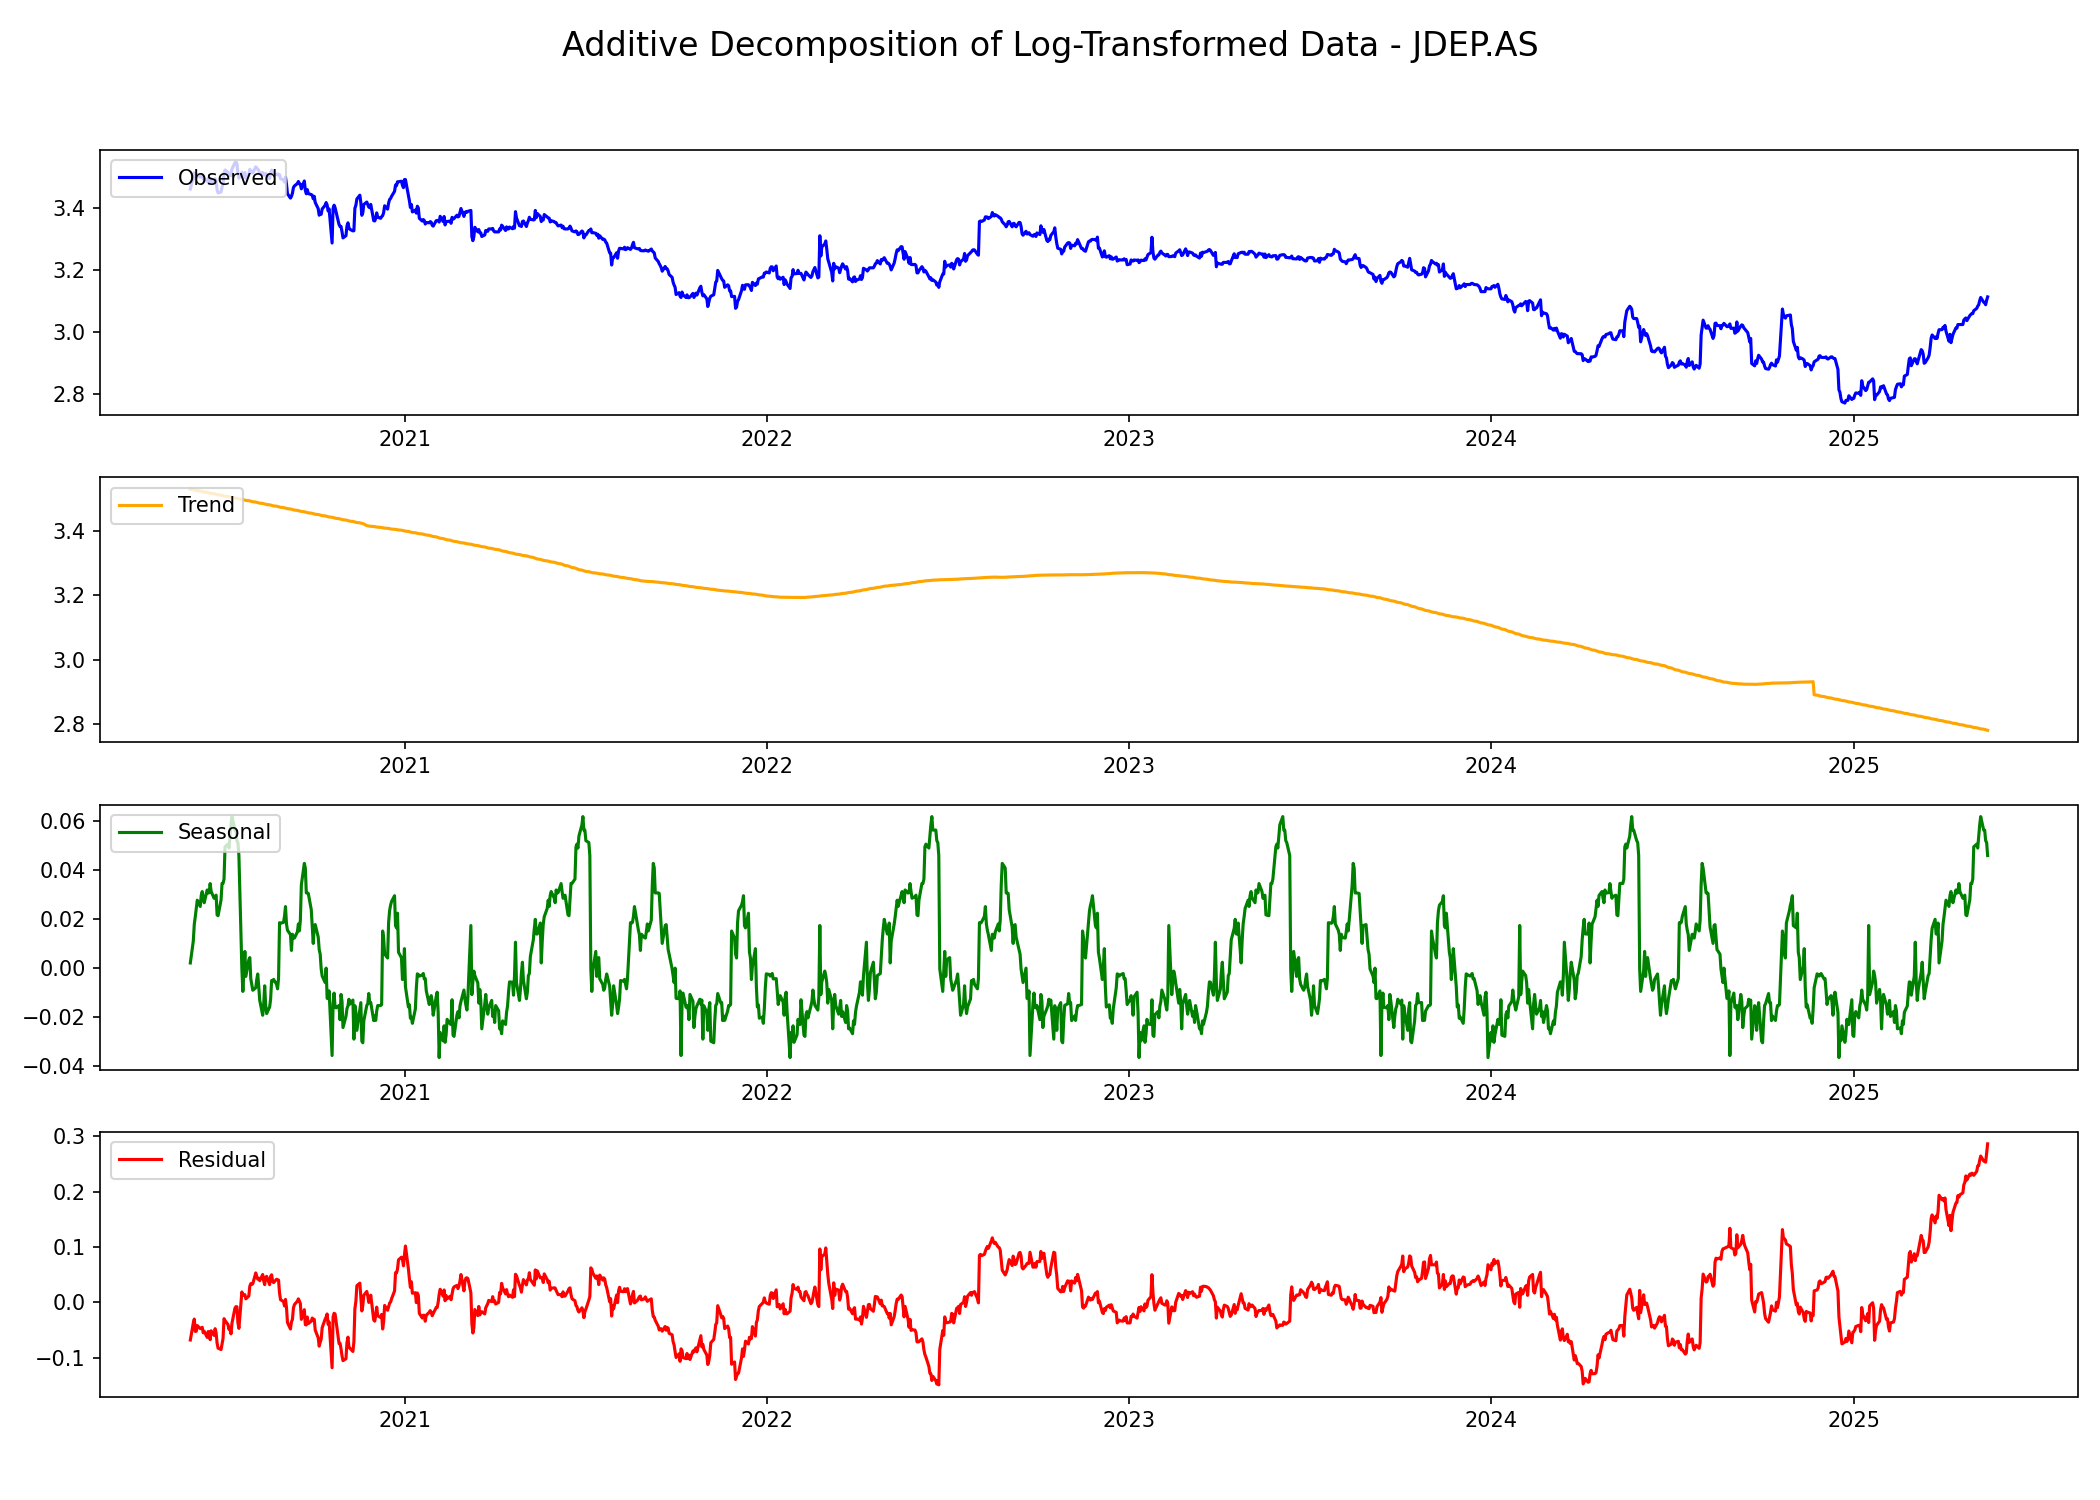 Additive Decomposition of Log-Transformed Data - JDEP.AS
Observed
3.4
3.2
3.0
2.8
2021 2022 2023 2024 2025
Trend
3.4
3.2
3.0
2.8
2021 2022 2023 2024 2025
Seasonal
0.06
0.04
0.02
0.00
−0.02
−0.04
2021 2022 2023 2024 2025
Residual
0.3
0.2
0.1
0.0
−0.1
2021 2022 2023 2024 2025